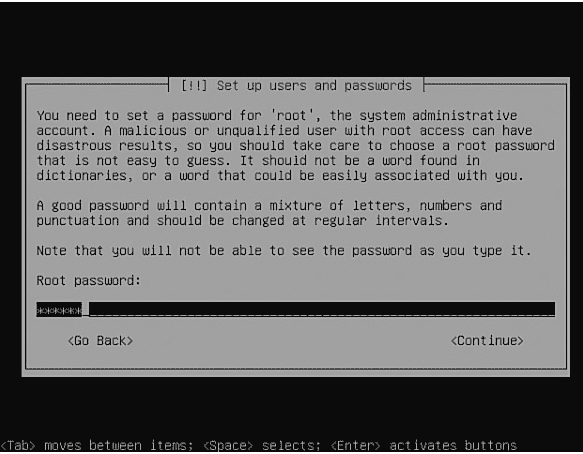 [!!] Set up users and passwords
You need to set a password for 'root', the system administrative
account. A malicious or unqualified user with root access can have
disastrous results, so you should take care to choose a root password
that is not easy to guess. It should not be a word found in
dictionaries, or a word that could be easily associated with you.
A good password will contain a mixture of letters, numbers and
punctuation and should be changed at regular intervals.
Note that you will not be able to see the password as you type it.
Root password:
******
<Go Back> <Continue>
<Tab> moves between items; <Space> selects; <Enter> activates buttons